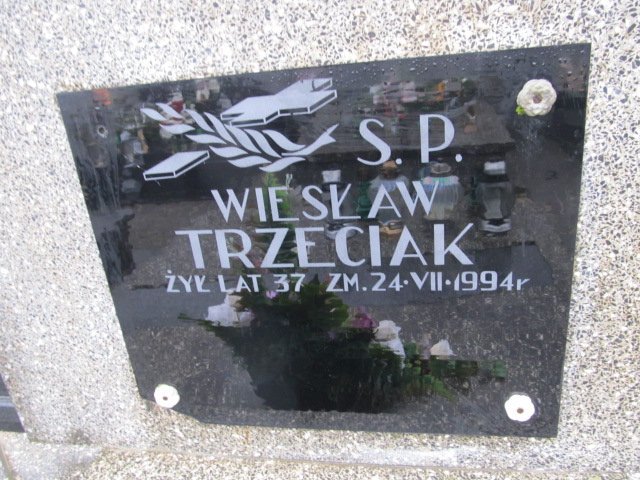 S. P.
WIESŁAW
TRZECIAK
ŻYŁ LAT 37 ZM. 24·VII·1994r